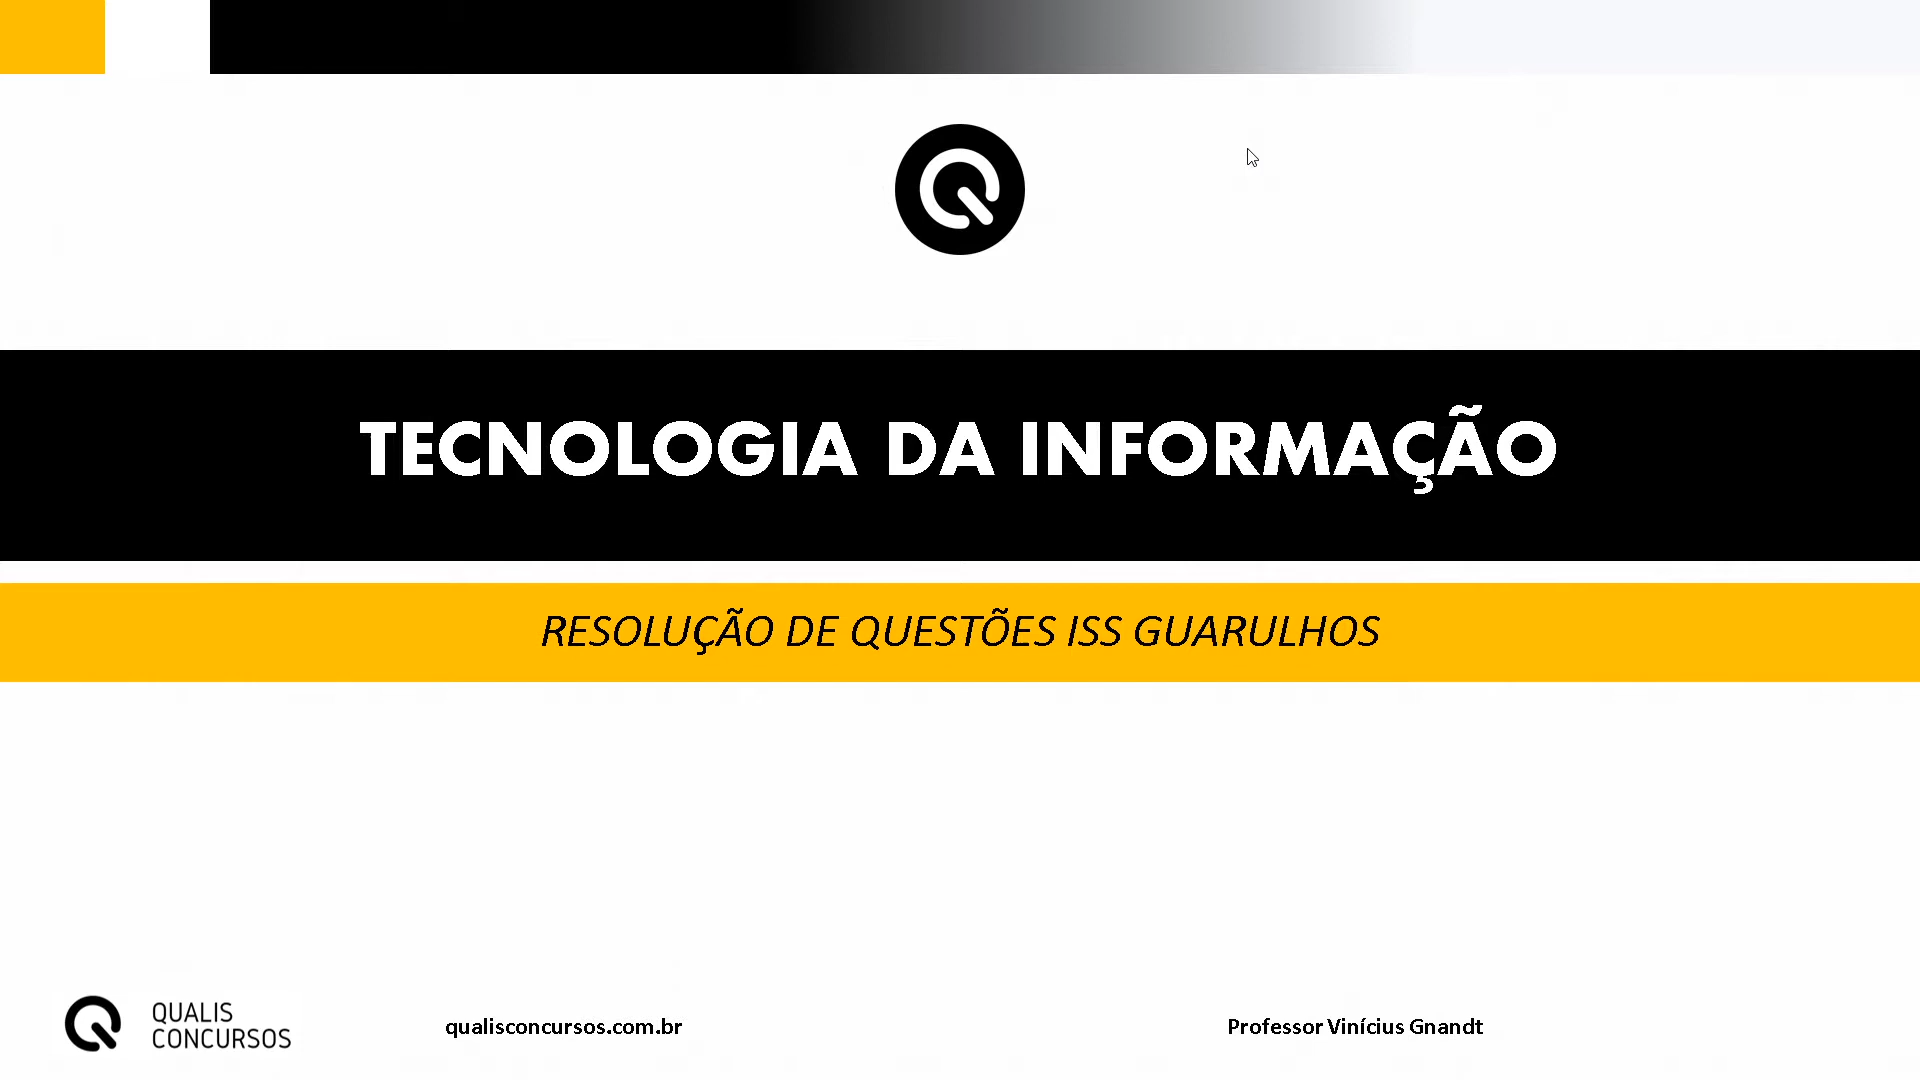 TECNOLOGIA DA INFORMAÇÃO
RESOLUÇÃO DE QUESTÕES ISS GUARULHOS
QUALIS
CONCURSOS
qualisconcursos.com.br
Professor Vinícius Gnandt